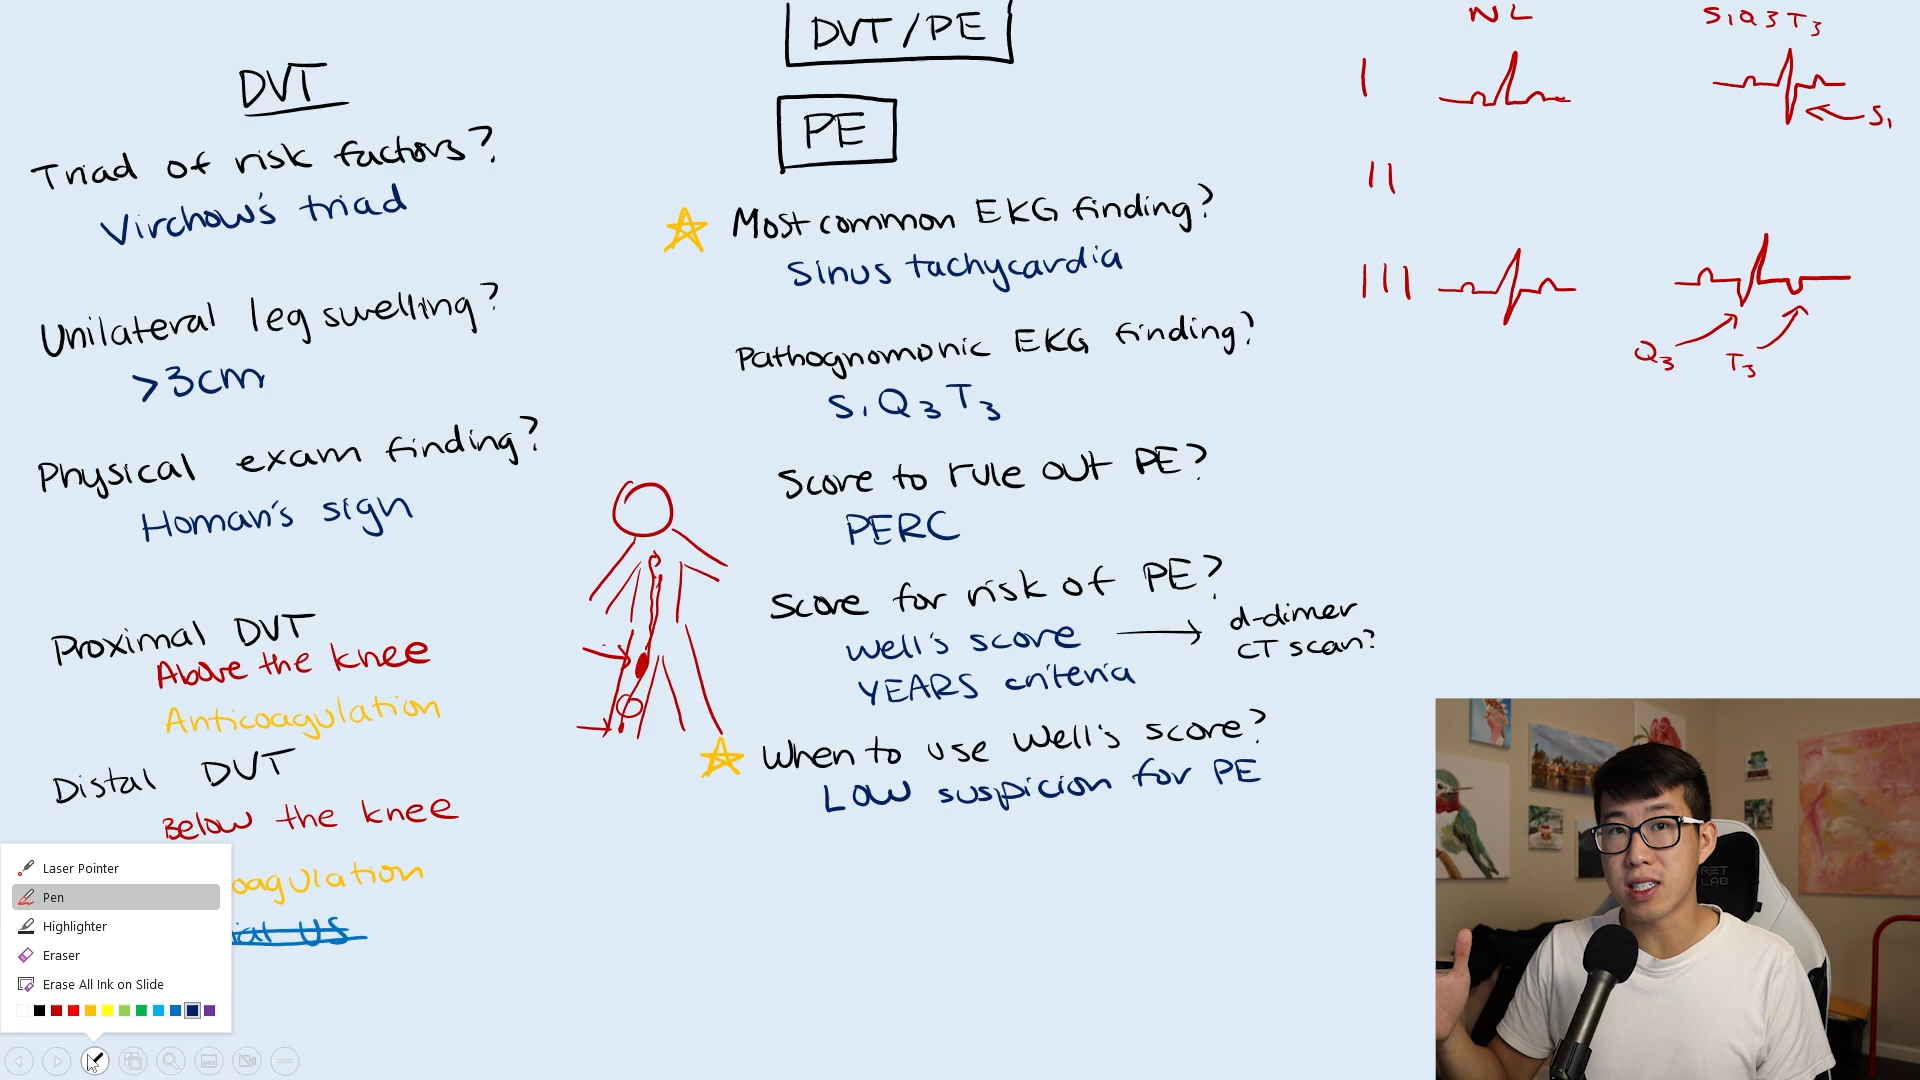 DVT/PE
DVT
Triad of risk factors?
Virchow's triad
Unilateral leg swelling?
>3cm
Physical exam finding?
Homan's sign
Proximal DVT
Above the knee
Anticoagulation
Distal DVT
Below the knee
oagulation
US
PE
Most common EKG finding?
Sinus tachycardia
Pathognomonic EKG finding?
S1Q3T3
Score to rule out PE?
PERC
Score for risk of PE?
Well's score
d-dimer
CT scan?
YEARS criteria
When to use Well's score?
Low suspicion for PE
NL
S1Q3T3
I
S1
II
III
Q3
T3
Laser Pointer
Pen
Highlighter
Eraser
Erase All Ink on Slide
RET
LAB